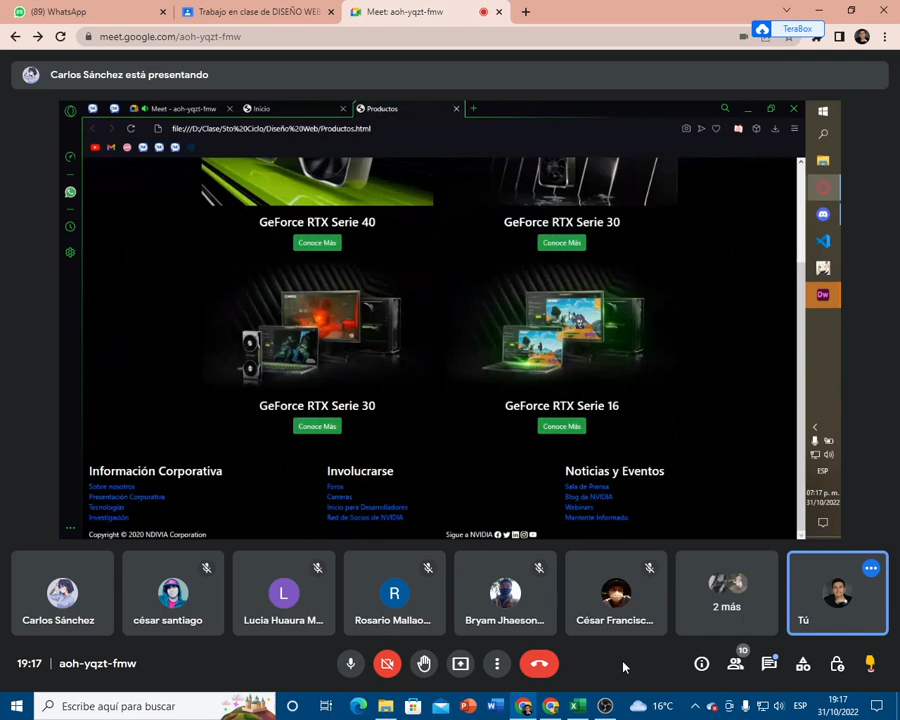 (89) WhatsApp
Trabajo en clase de DISEÑO WEB
Meet: aoh-yqzt-fmw
meet.google.com/aoh-yqzt-fmw
TeraBox
Carlos Sánchez está presentando
Meet - aoh-yqzt-fmw
Inicio
Productos
file:///D:/Clase/5to%20Ciclo/Diseño%20Web/Productos.html
GeForce RTX Serie 40
GeForce RTX Serie 30
Conoce Más
Conoce Más
GeForce RTX Serie 30
GeForce RTX Serie 16
Conoce Más
Conoce Más
Información Corporativa
Involucrarse
Noticias y Eventos
Sobre nosotros
Foros
Sala de Prensa
Presentación Corporativa
Carreras
Blog de NVIDIA
Tecnologías
Inicio para Desarrolladores
Webinars
Investigación
Red de Socios de NVIDIA
Mantente Informado
Copyright © 2020 NDIVIA Corporation
Sigue a NVIDIA
Dw
ESP
07:17 p. m.
31/10/2022
Carlos Sánchez
césar santiago
L
Lucia Huaura M...
R
Rosario Mallao...
Bryam Jhaeson...
César Francisc...
2 más
Tú
19:17
aoh-yqzt-fmw
10
Escribe aquí para buscar
16°C
ESP
19:17
31/10/2022